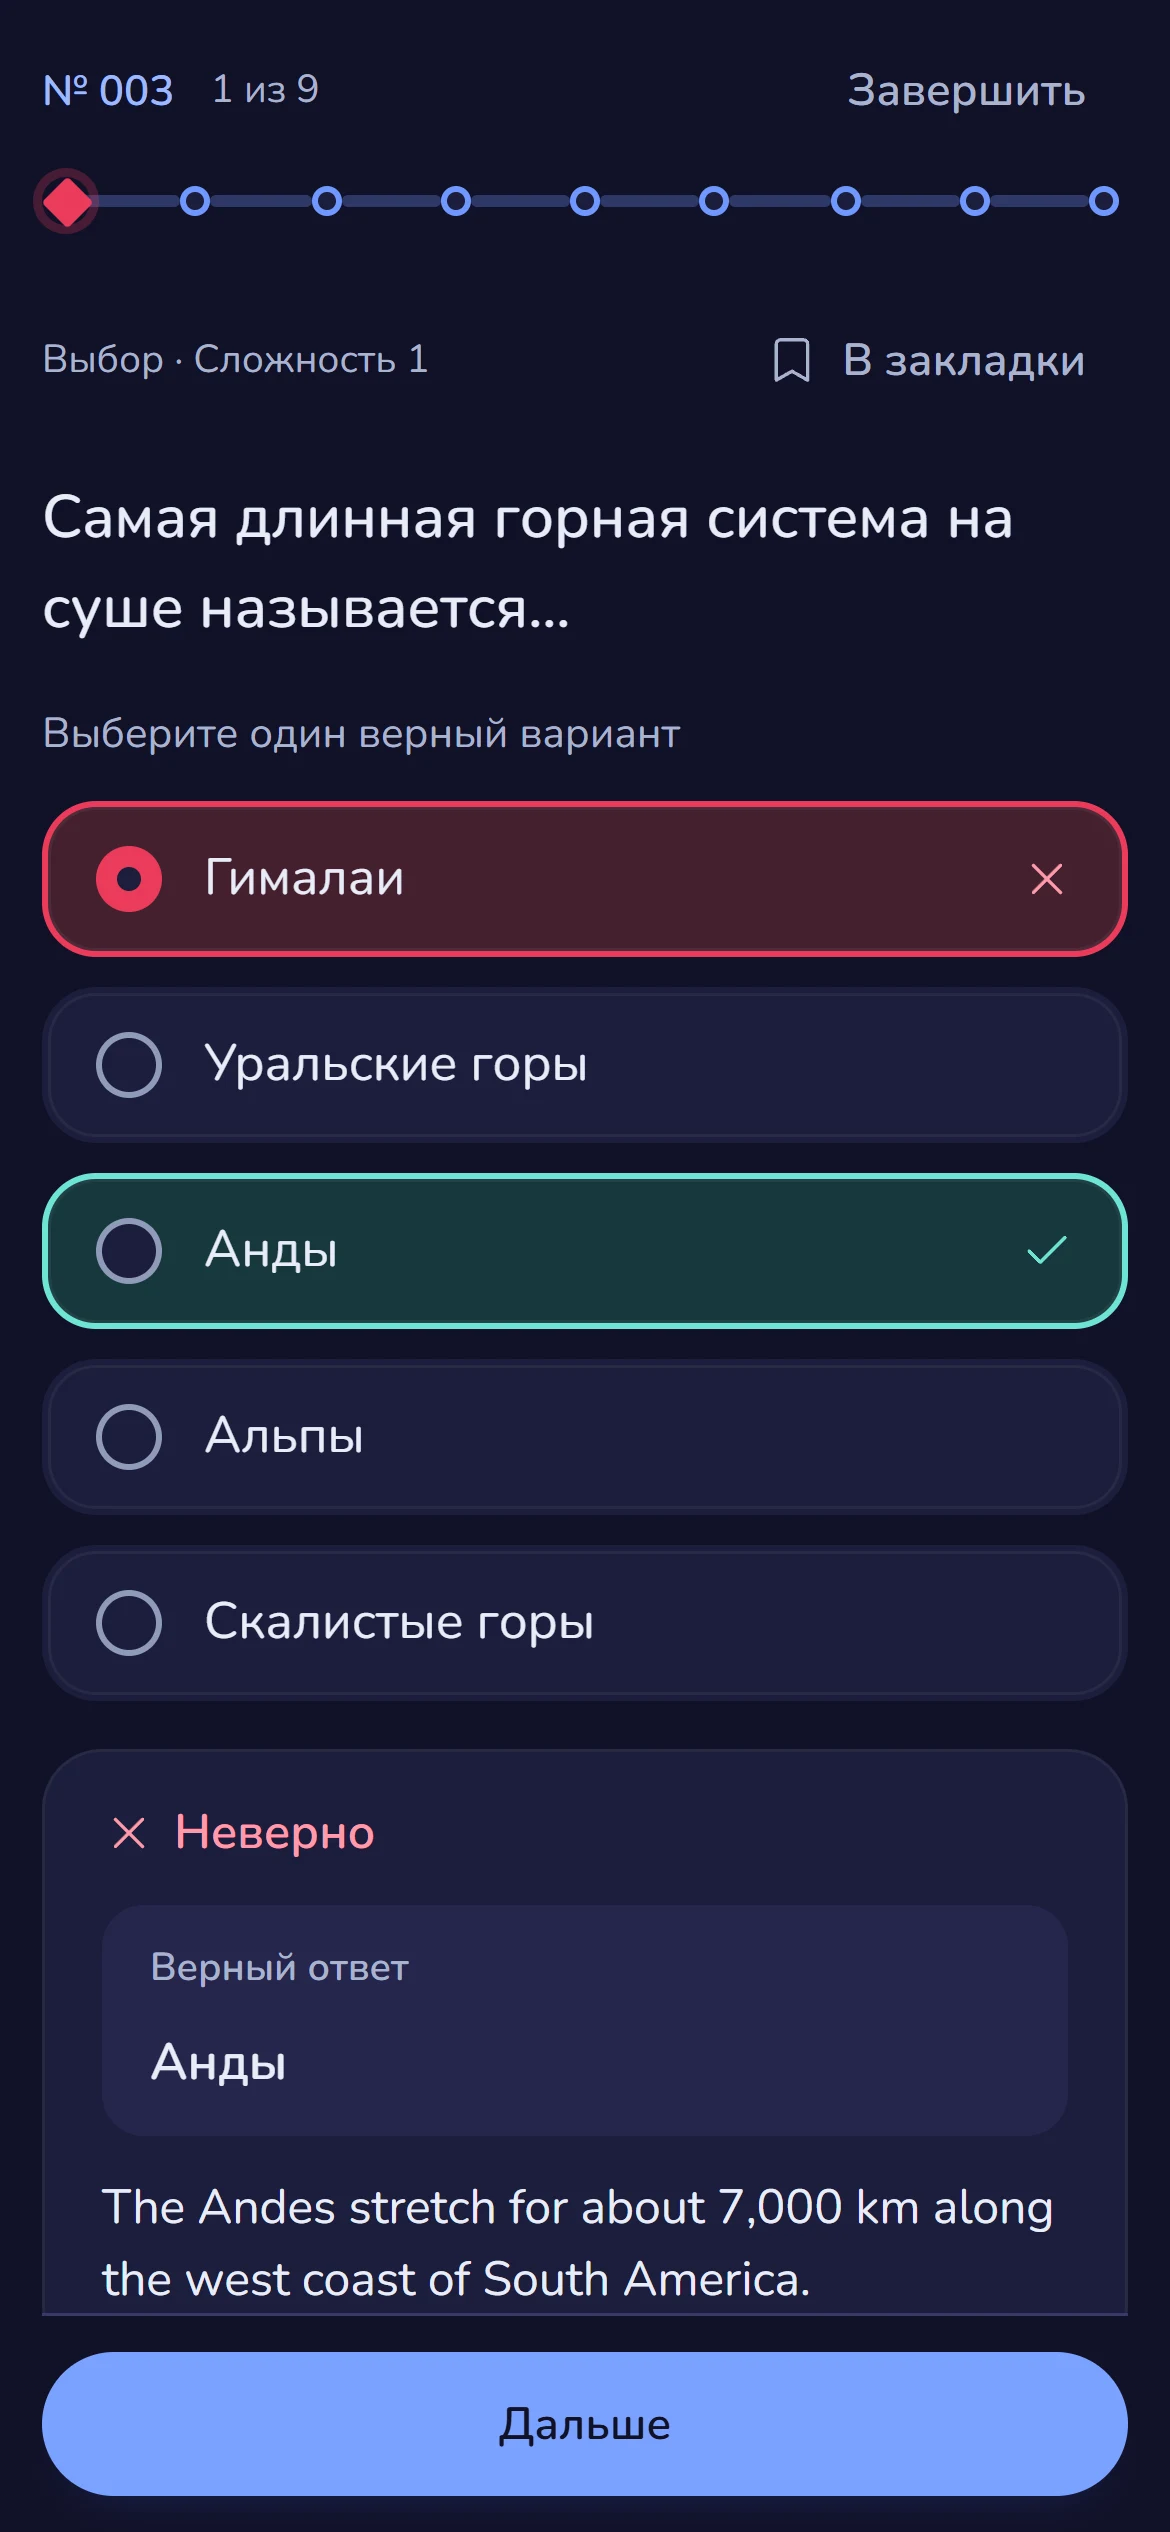 № 003 1 из 9 Завершить
Выбор · Сложность 1 В закладки
Самая длинная горная система на
суше называется...
Выберите один верный вариант
Гималаи
Уральские горы
Анды
Альпы
Скалистые горы
Неверно
Верный ответ
Анды
The Andes stretch for about 7,000 km along
the west coast of South America.
Дальше